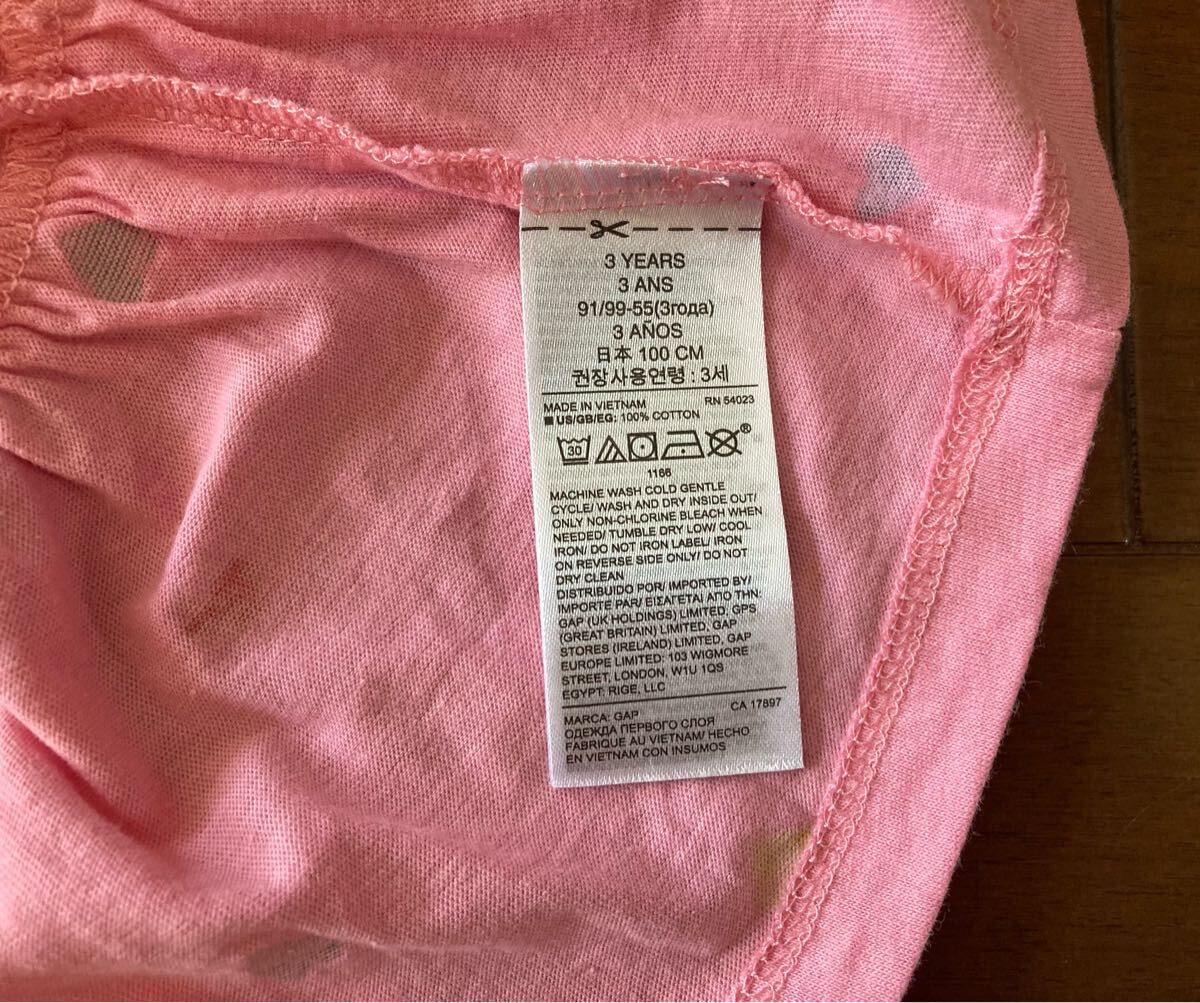 3 YEARS
3 ANS
91/99-55(3года)
3 AÑOS
日本 100 CM
권장사용연령 : 3세
MADE IN VIETNAM RN 54023
US/GB/EG: 100% COTTON
30 ®
1166
MACHINE WASH COLD GENTLE
CYCLE/ WASH AND DRY INSIDE OUT/
ONLY NON-CHLORINE BLEACH WHEN
NEEDED/ TUMBLE DRY LOW/ COOL
IRON/ DO NOT IRON LABEL/ IRON
ON REVERSE SIDE ONLY/ DO NOT
DRY CLEAN
DISTRIBUIDO POR/ IMPORTED BY/
IMPORTE PAR/ ΕΙΣΑΓΕΤΑΙ ΑΠΟ ΤΗΝ:
GAP (UK HOLDINGS) LIMITED, GPS
(GREAT BRITAIN) LIMITED, GAP
STORES (IRELAND) LIMITED, GAP
EUROPE LIMITED: 103 WIGMORE
STREET, LONDON, W1U 1QS
EGYPT: RIGE, LLC
CA 17897
MARCA: GAP
ОДЕЖДА ПЕРВОГО СЛОЯ
FABRIQUE AU VIETNAM/ HECHO
EN VIETNAM CON INSUMOS